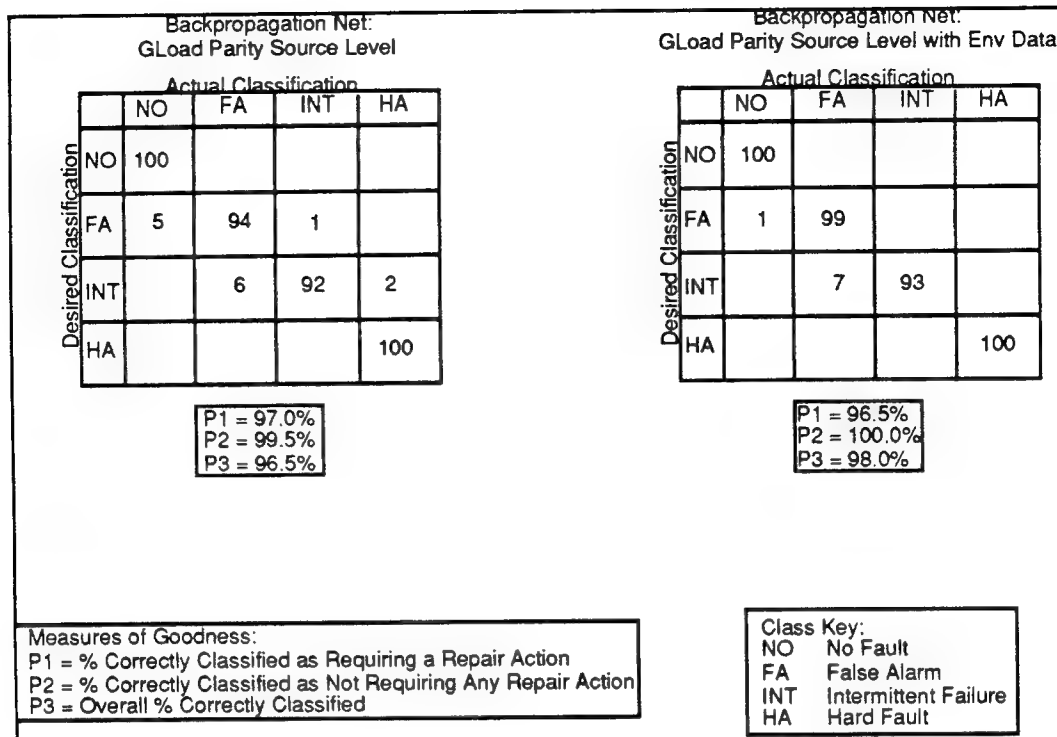 Backpropagation Net:
GLoad Parity Source Level
Actual Classification
NO FA INT HA
Desired Classification
NO 100
FA 5 94 1
INT 6 92 2
HA 100
P1 = 97.0%
P2 = 99.5%
P3 = 96.5%
Backpropagation Net:
GLoad Parity Source Level with Env Data
Actual Classification
NO FA INT HA
Desired Classification
NO 100
FA 1 99
INT 7 93
HA 100
P1 = 96.5%
P2 = 100.0%
P3 = 98.0%
Measures of Goodness:
P1 = % Correctly Classified as Requiring a Repair Action
P2 = % Correctly Classified as Not Requiring Any Repair Action
P3 = Overall % Correctly Classified
Class Key:
NO No Fault
FA False Alarm
INT Intermittent Failure
HA Hard Fault